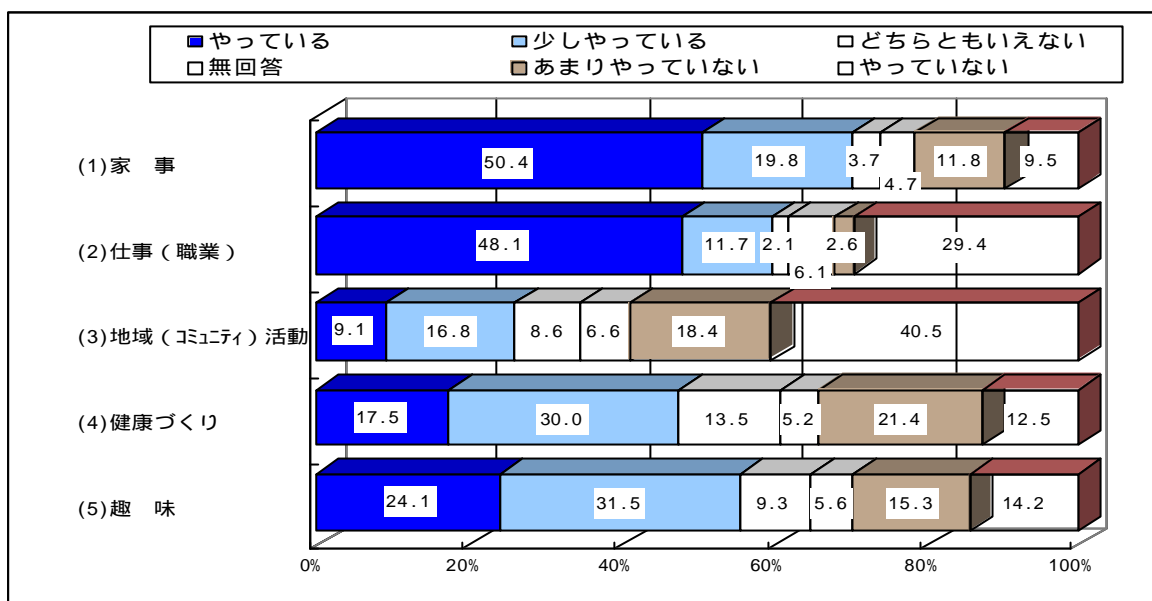 やっている 少しやっている どちらともいえない
無回答 あまりやっていない やっていない
(1)家　事 50.4 19.8 3.7 4.7 11.8 9.5
(2)仕事（職業） 48.1 11.7 2.1 6.1 2.6 29.4
(3)地域（ｺﾐｭﾆﾃｨ）活動 9.1 16.8 8.6 6.6 18.4 40.5
(4)健康づくり 17.5 30.0 13.5 5.2 21.4 12.5
(5)趣　味 24.1 31.5 9.3 5.6 15.3 14.2
0% 20% 40% 60% 80% 100%